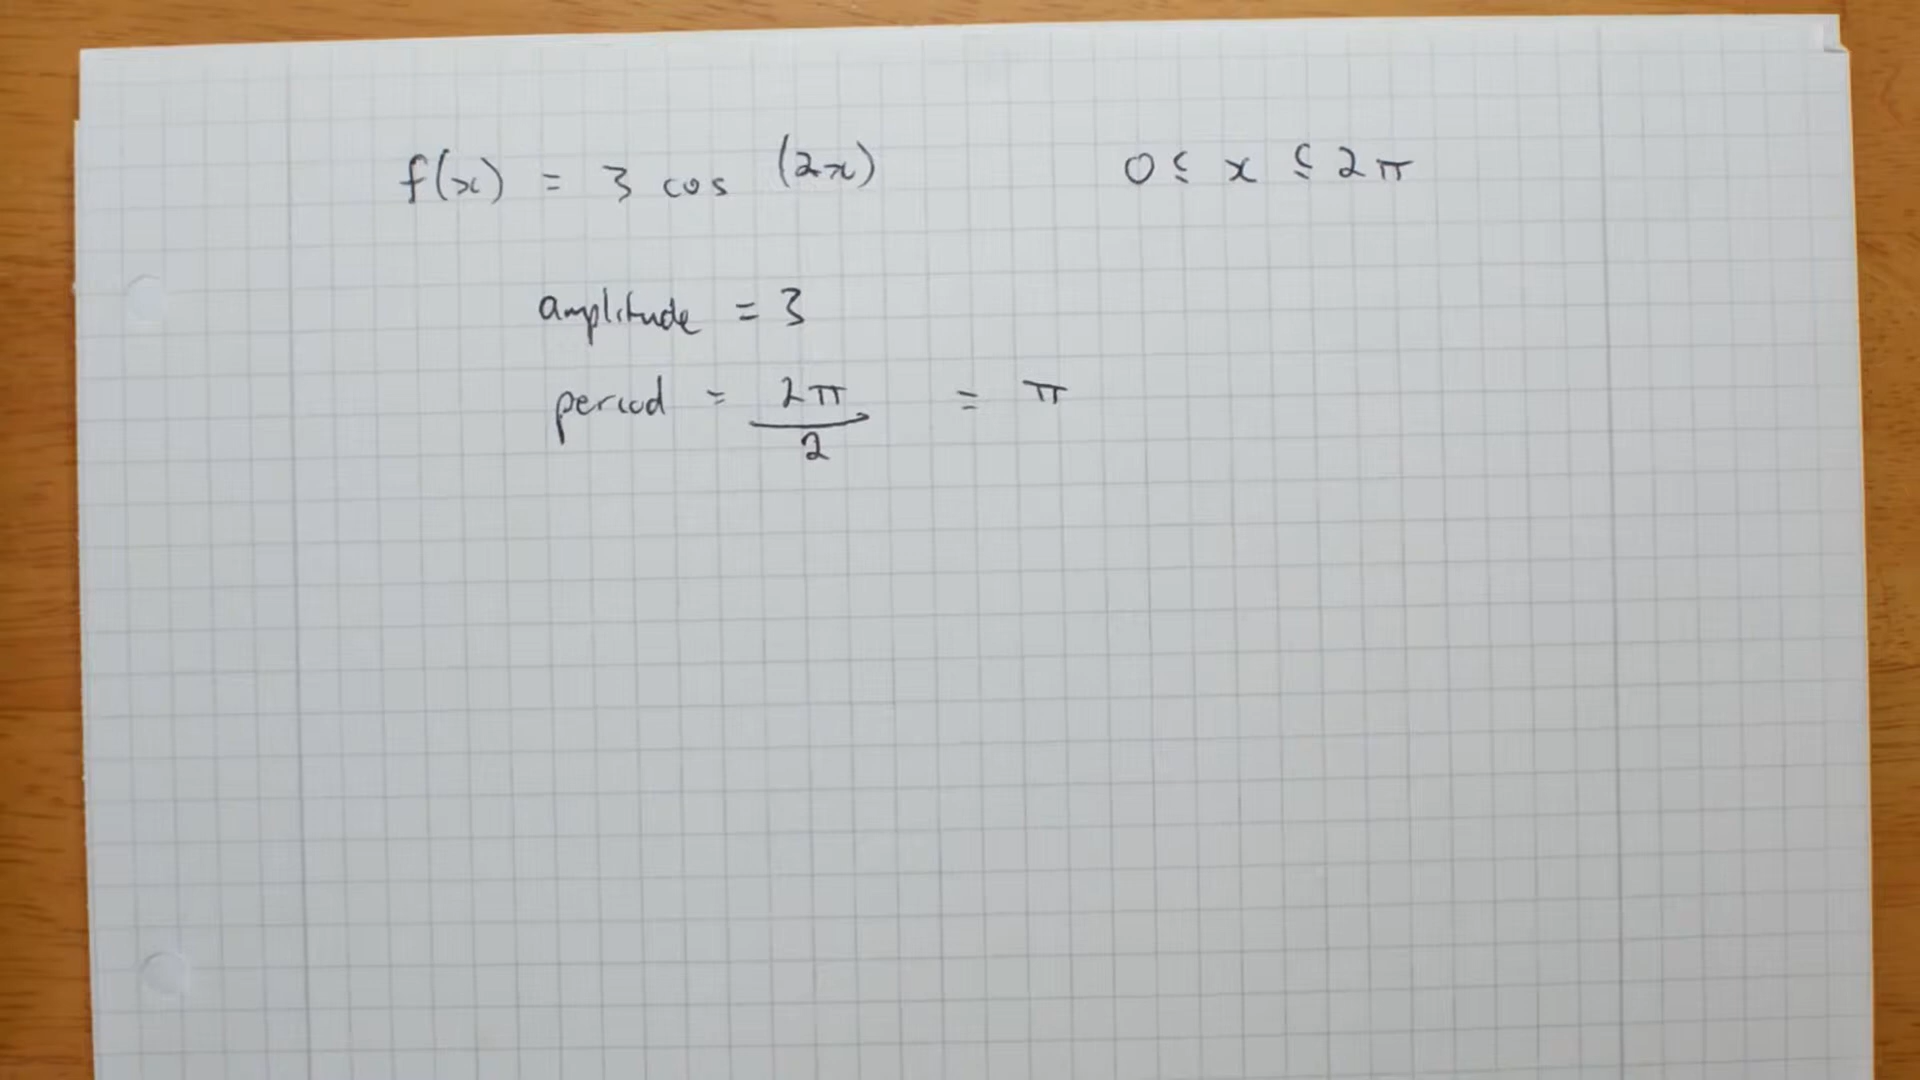 f(x) = 3 cos (2x) 0 ≤ x ≤ 2π
amplitude = 3
period = 2π/2 = π